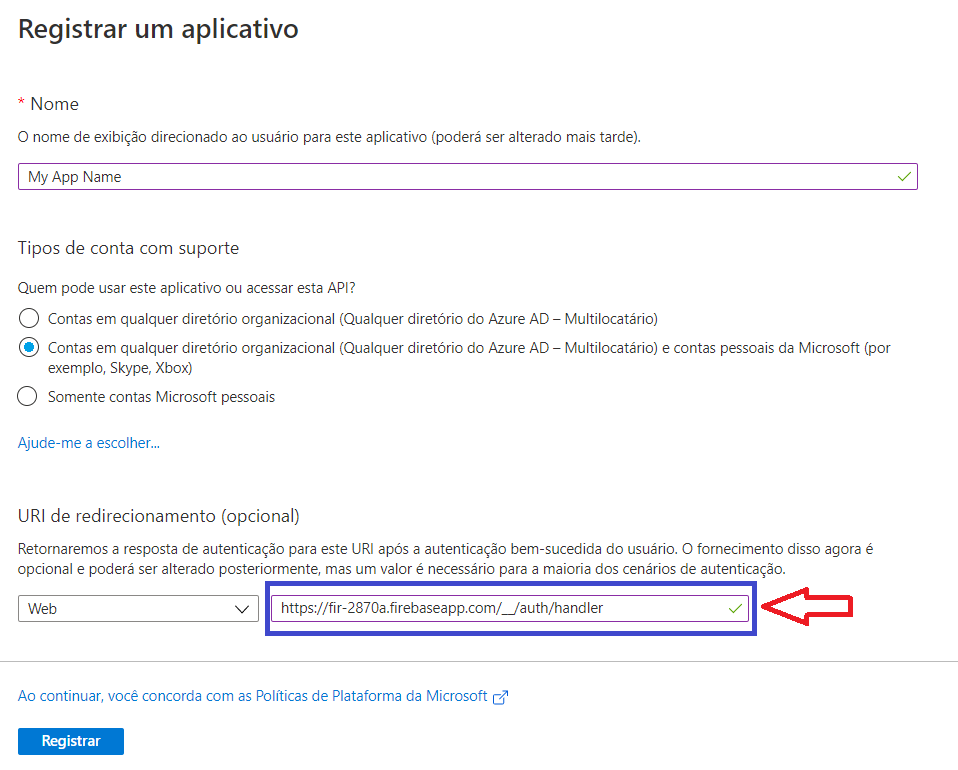 Registrar um aplicativo
* Nome
O nome de exibição direcionado ao usuário para este aplicativo (poderá ser alterado mais tarde).
My App Name
Tipos de conta com suporte
Quem pode usar este aplicativo ou acessar esta API?
Contas em qualquer diretório organizacional (Qualquer diretório do Azure AD – Multilocatário)
Contas em qualquer diretório organizacional (Qualquer diretório do Azure AD – Multilocatário) e contas pessoais da Microsoft (por
exemplo, Skype, Xbox)
Somente contas Microsoft pessoais
Ajude-me a escolher...
URI de redirecionamento (opcional)
Retornaremos a resposta de autenticação para este URI após a autenticação bem-sucedida do usuário. O fornecimento disso agora é
opcional e poderá ser alterado posteriormente, mas um valor é necessário para a maioria dos cenários de autenticação.
Web
https://fir-2870a.firebaseapp.com/__/auth/handler
Ao continuar, você concorda com as Políticas de Plataforma da Microsoft
Registrar